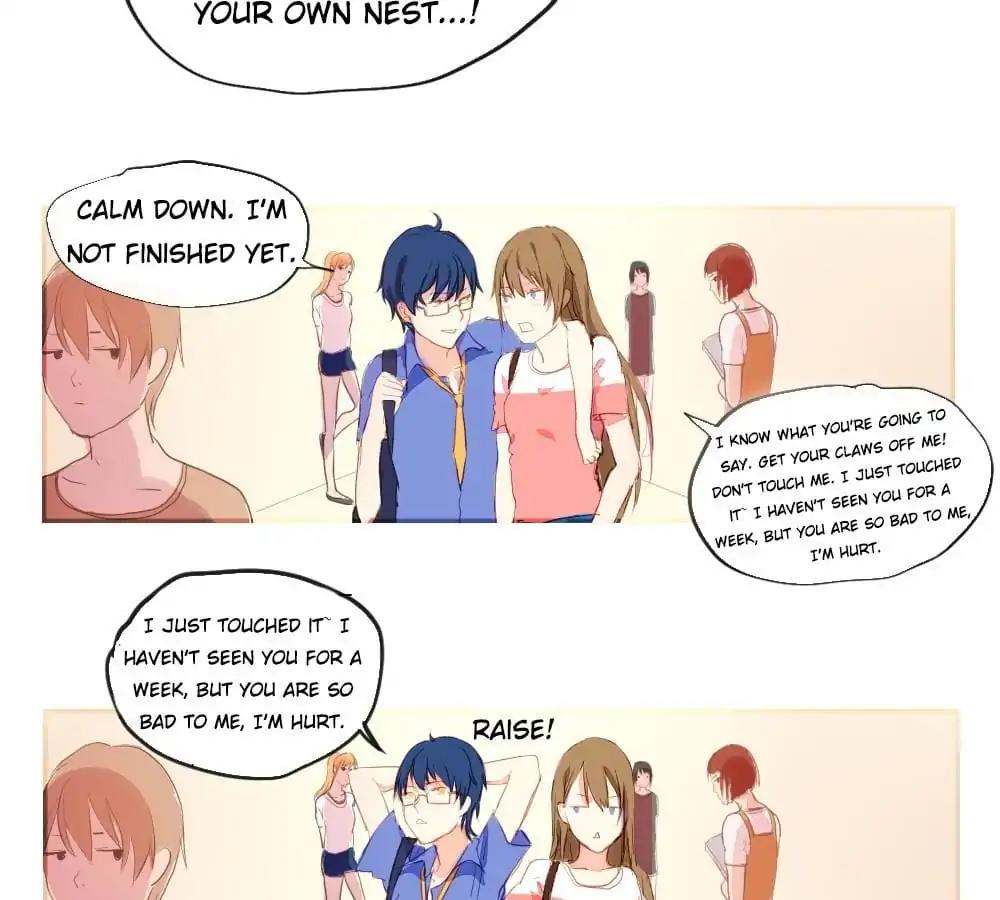 YOUR OWN NEST...!
CALM DOWN. I'M
NOT FINISHED YET.
I KNOW WHAT YOU'RE GOING TO
SAY. GET YOUR CLAWS OFF ME!
DON'T TOUCH ME. I JUST TOUCHED
IT~ I HAVEN'T SEEN YOU FOR A
WEEK, BUT YOU ARE SO BAD TO ME,
I'M HURT.
I JUST TOUCHED IT~ I
HAVEN'T SEEN YOU FOR A
WEEK, BUT YOU ARE SO
BAD TO ME, I'M HURT.
RAISE!